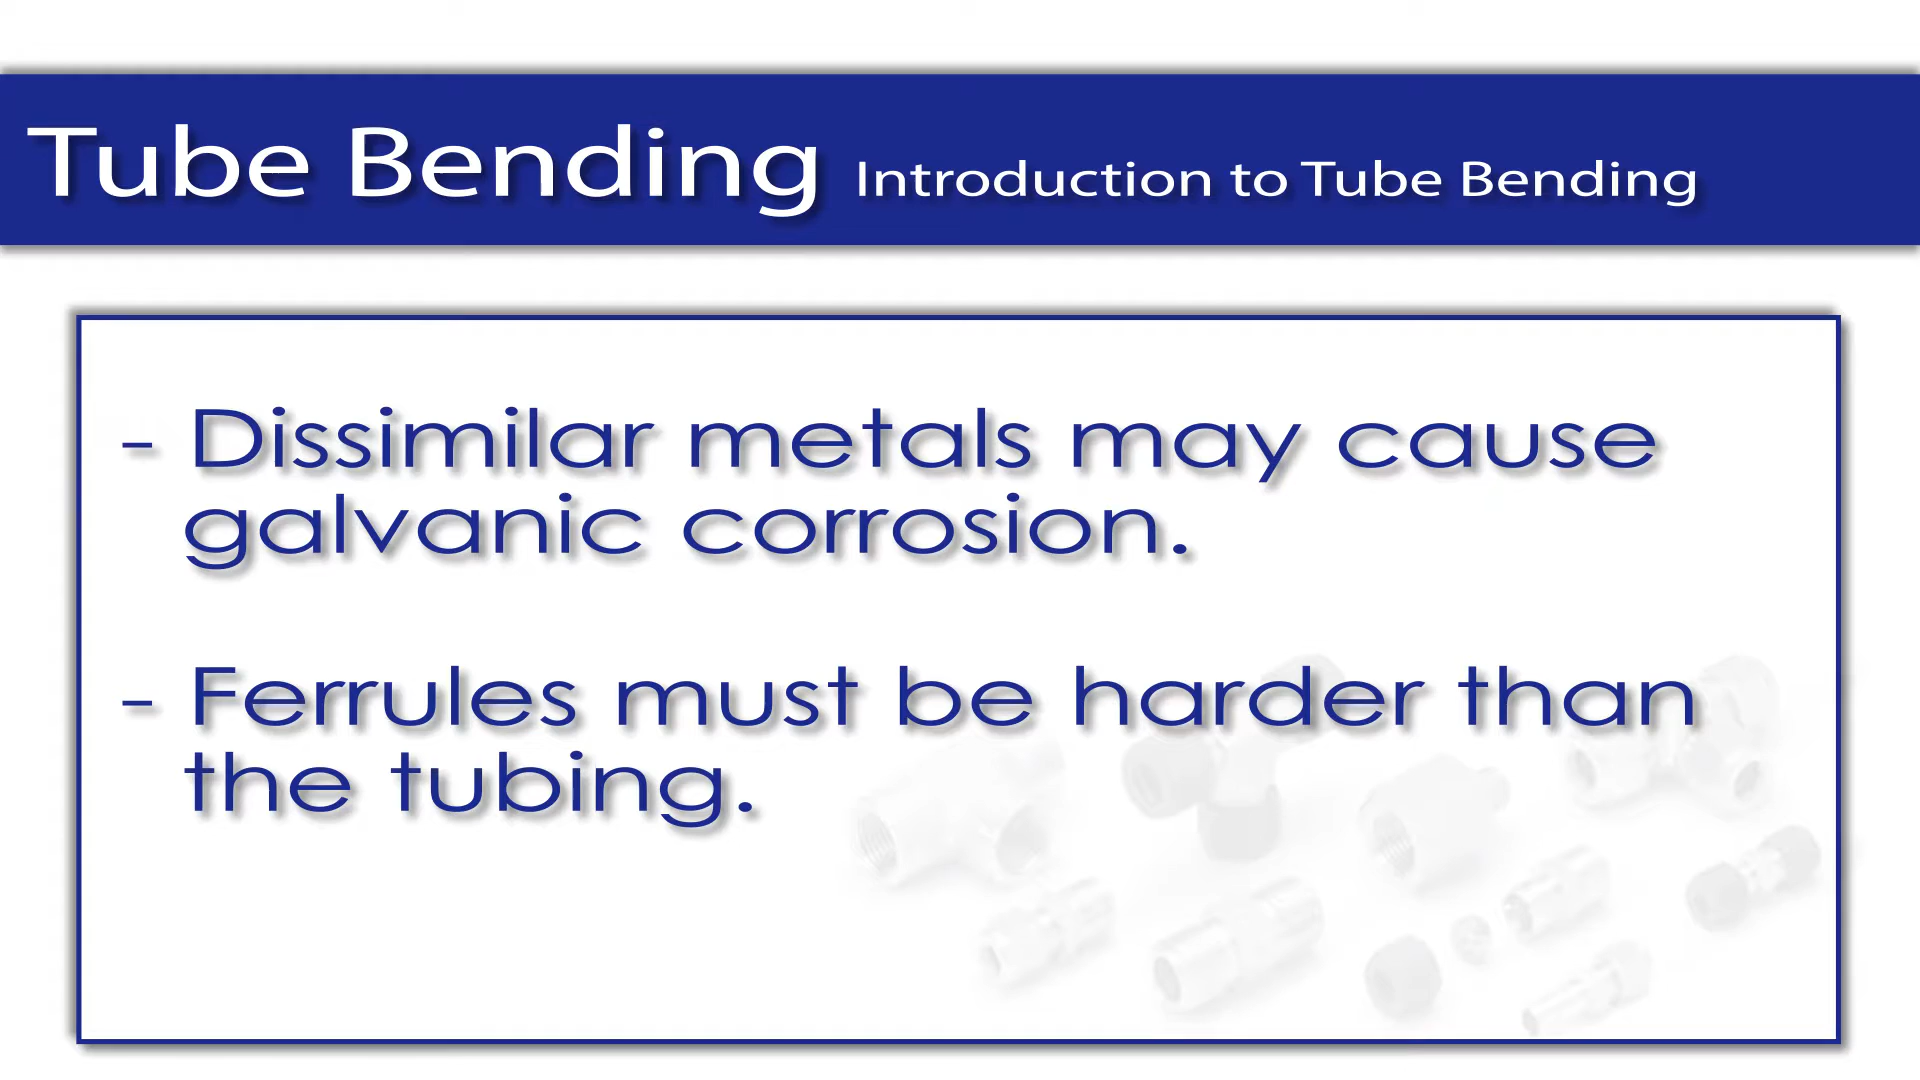 Tube Bending Introduction to Tube Bending
- Dissimilar metals may cause
galvanic corrosion.
- Ferrules must be harder than
the tubing.